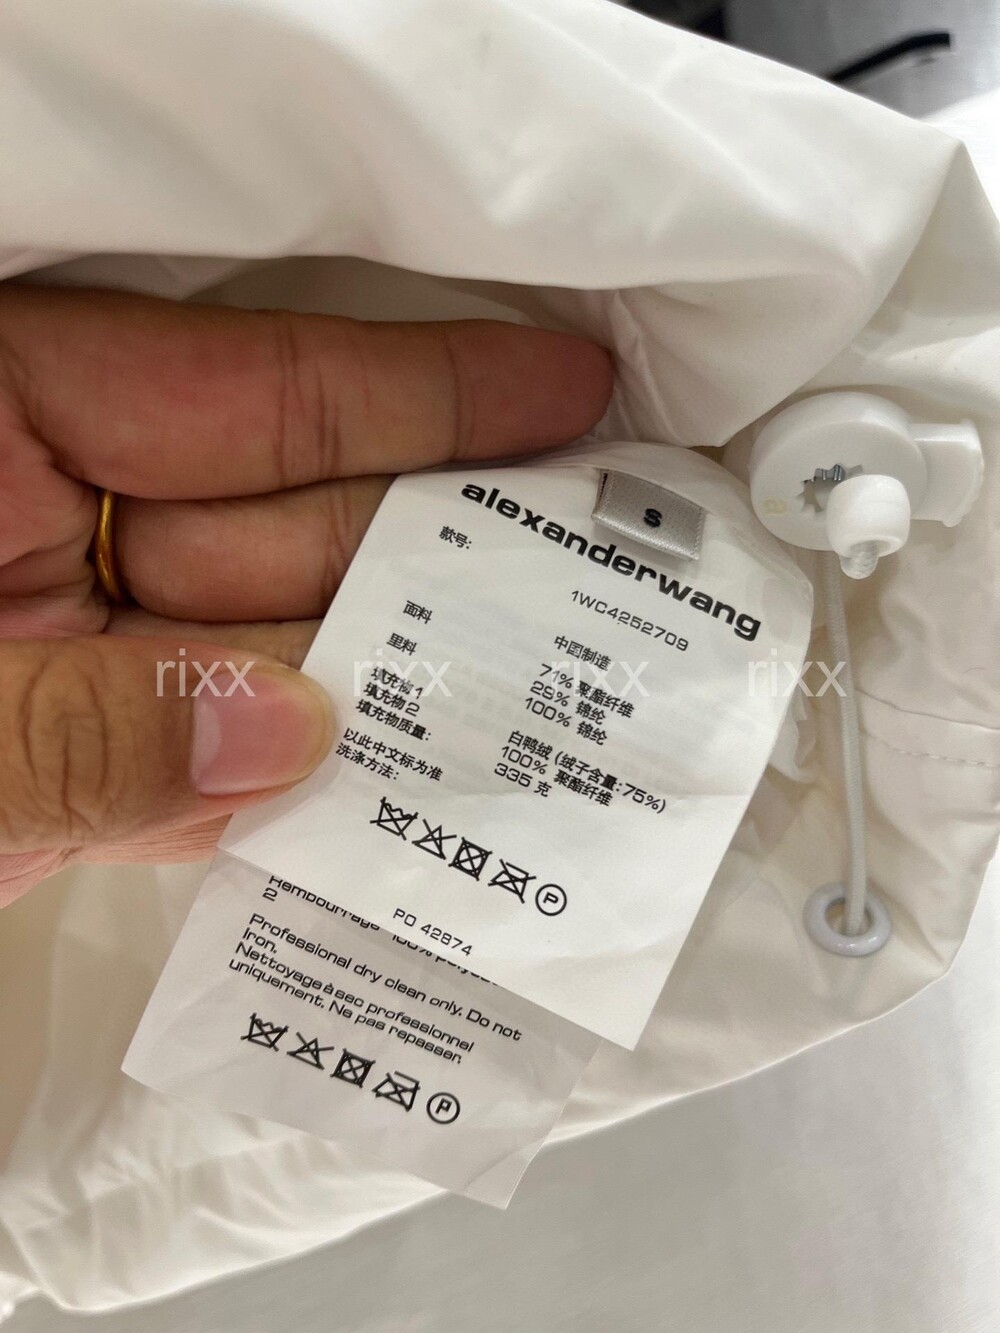 alexanderwang
S
款号:
1WC4252709
中国制造
面料
71% 聚酯纤维
29% 锦纶
里料
100% 锦纶
填充物1
白鸭绒 (绒子含量:75%)
填充物2
100% 聚酯纤维
填充物质量:
335 克
以此中文标为准
洗涤方法:
P
PO 42874
Rembourrage
2
Professional dry clean only. Do not
Iron.
Nettoyage à sec professionnel
uniquement. Ne pas repasser.
P
rixx rixx rixx rixx